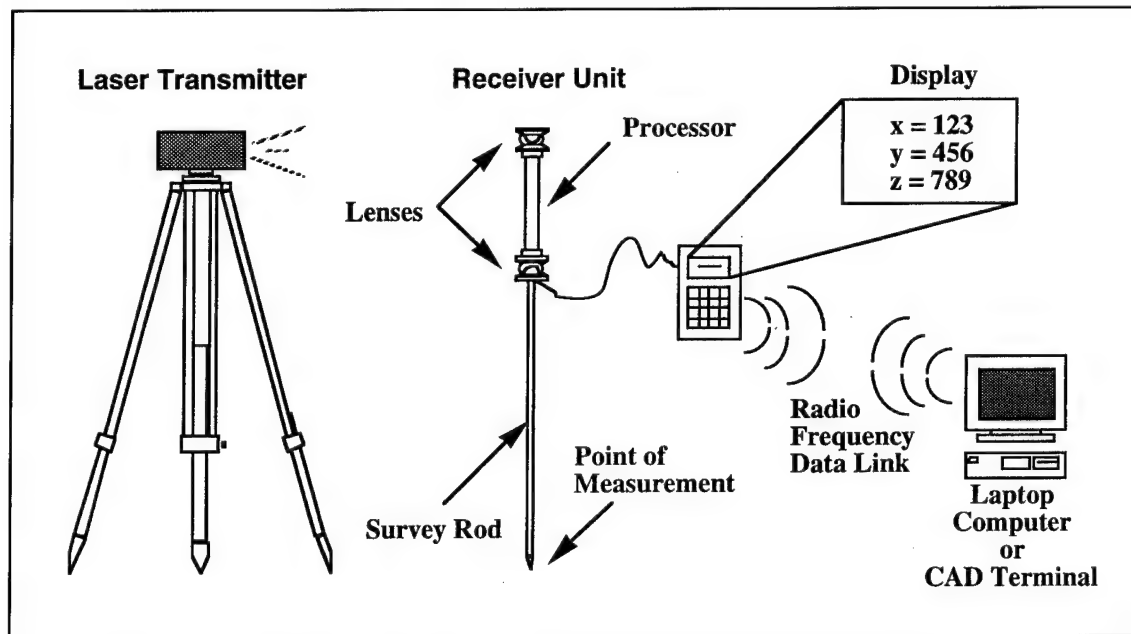 Laser Transmitter
Receiver Unit
Display
x = 123
y = 456
z = 789
Processor
Lenses
Radio
Frequency
Data Link
Point of
Measurement
Survey Rod
Laptop
Computer
or
CAD Terminal